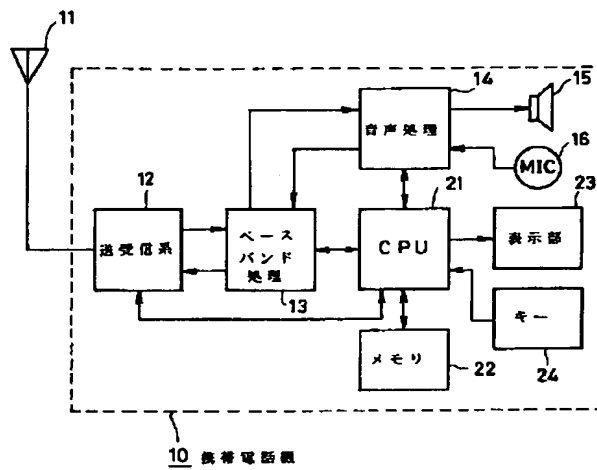 11
14
15
音声処理
16
MIC
12
21
23
送受信系
ベース
バンド
処理
CPU
表示部
13
キー
メモリ
22
24
10 携帯電話機